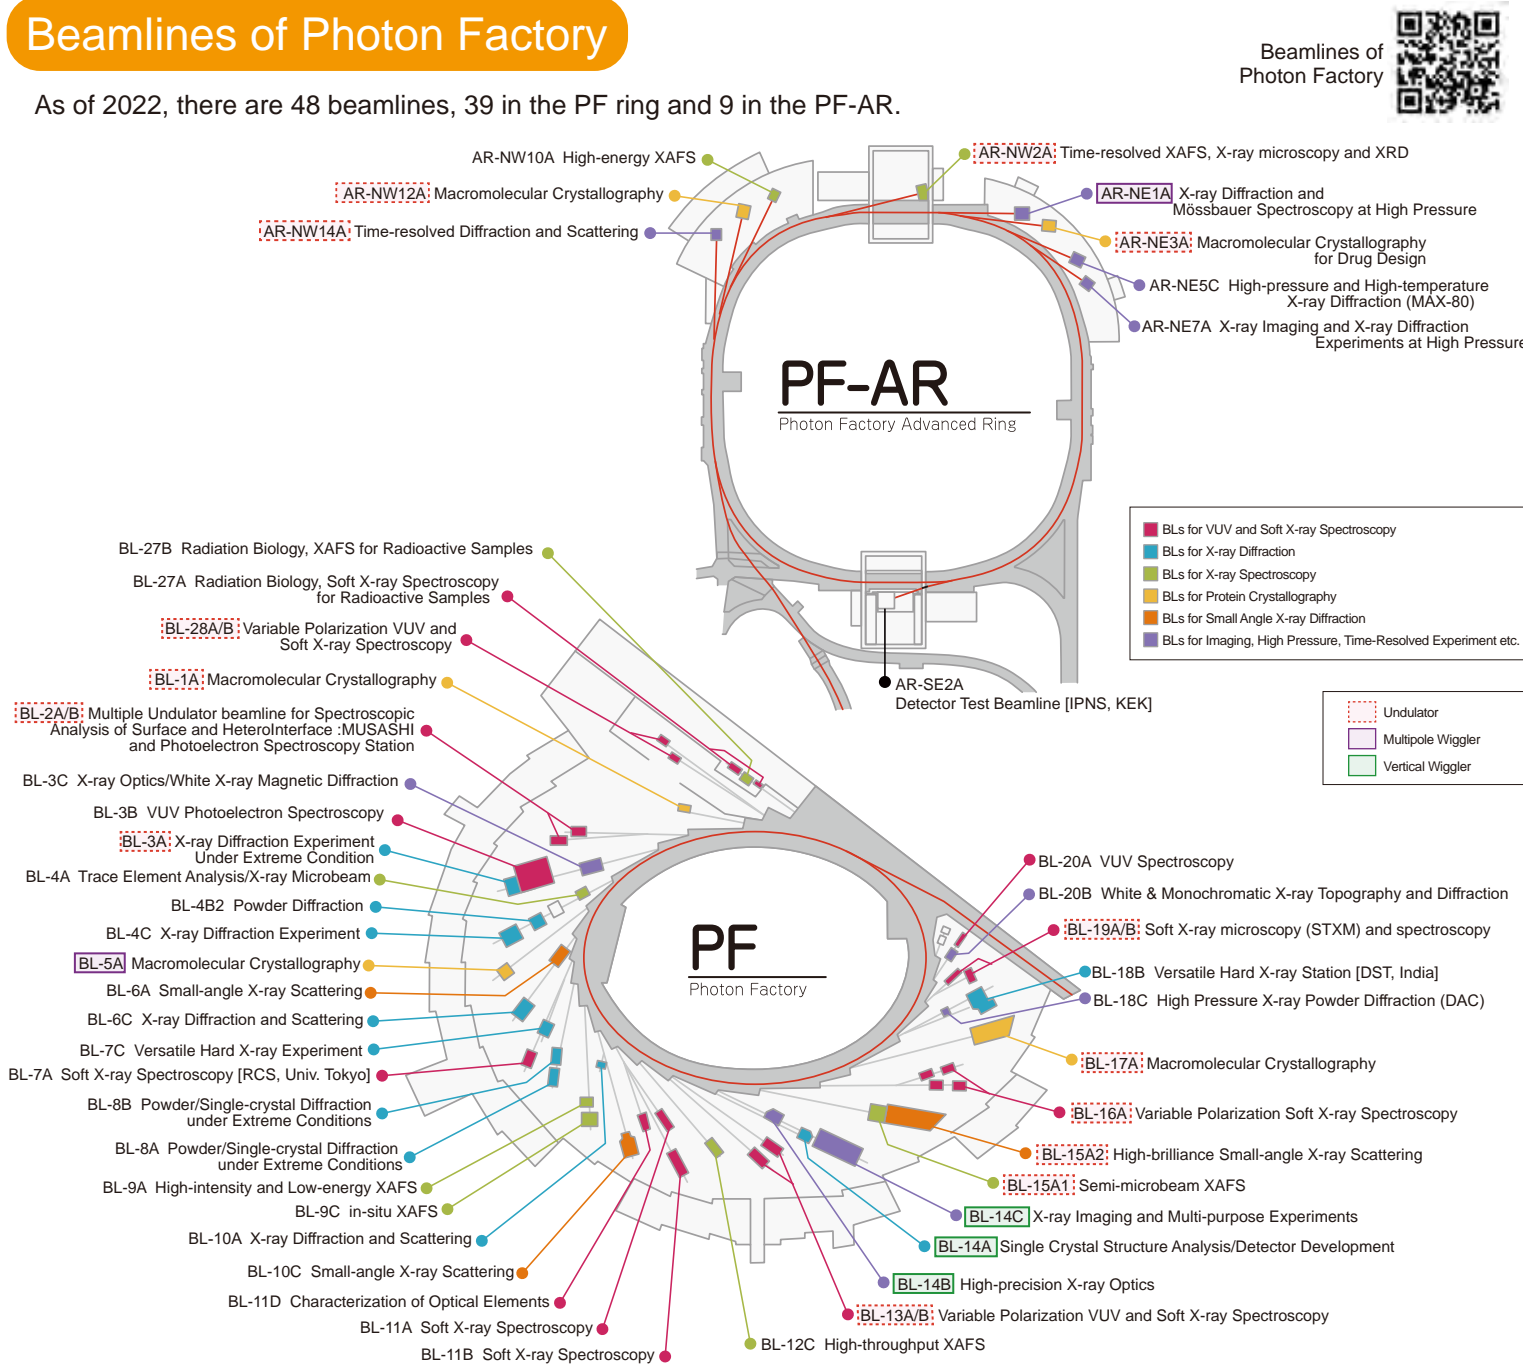 Beamlines of Photon Factory
Beamlines of
Photon Factory
As of 2022, there are 48 beamlines, 39 in the PF ring and 9 in the PF-AR.
AR-NW10A High-energy XAFS
AR-NW12A Macromolecular Crystallography
AR-NW14A Time-resolved Diffraction and Scattering
AR-NW2A Time-resolved XAFS, X-ray microscopy and XRD
AR-NE1A X-ray Diffraction and
Mössbauer Spectroscopy at High Pressure
AR-NE3A Macromolecular Crystallography
for Drug Design
AR-NE5C High-pressure and High-temperature
X-ray Diffraction (MAX-80)
AR-NE7A X-ray Imaging and X-ray Diffraction
Experiments at High Pressure
PF-AR
Photon Factory Advanced Ring
BLs for VUV and Soft X-ray Spectroscopy
BLs for X-ray Diffraction
BLs for X-ray Spectroscopy
BLs for Protein Crystallography
BLs for Small Angle X-ray Diffraction
BLs for Imaging, High Pressure, Time-Resolved Experiment etc.
AR-SE2A
Detector Test Beamline [IPNS, KEK]
Undulator
Multipole Wiggler
Vertical Wiggler
BL-27B Radiation Biology, XAFS for Radioactive Samples
BL-27A Radiation Biology, Soft X-ray Spectroscopy
for Radioactive Samples
BL-28A/B Variable Polarization VUV and
Soft X-ray Spectroscopy
BL-1A Macromolecular Crystallography
BL-2A/B Multiple Undulator beamline for Spectroscopic
Analysis of Surface and HeteroInterface :MUSASHI
and Photoelectron Spectroscopy Station
BL-3C X-ray Optics/White X-ray Magnetic Diffraction
BL-3B VUV Photoelectron Spectroscopy
BL-3A X-ray Diffraction Experiment
Under Extreme Condition
BL-4A Trace Element Analysis/X-ray Microbeam
BL-4B2 Powder Diffraction
BL-4C X-ray Diffraction Experiment
BL-5A Macromolecular Crystallography
BL-6A Small-angle X-ray Scattering
BL-6C X-ray Diffraction and Scattering
BL-7C Versatile Hard X-ray Experiment
BL-7A Soft X-ray Spectroscopy [RCS, Univ. Tokyo]
BL-8B Powder/Single-crystal Diffraction
under Extreme Conditions
BL-8A Powder/Single-crystal Diffraction
under Extreme Conditions
BL-9A High-intensity and Low-energy XAFS
BL-9C in-situ XAFS
BL-10A X-ray Diffraction and Scattering
BL-10C Small-angle X-ray Scattering
BL-11D Characterization of Optical Elements
BL-11A Soft X-ray Spectroscopy
BL-11B Soft X-ray Spectroscopy
PF
Photon Factory
BL-20A VUV Spectroscopy
BL-20B White & Monochromatic X-ray Topography and Diffraction
BL-19A/B Soft X-ray microscopy (STXM) and spectroscopy
BL-18B Versatile Hard X-ray Station [DST, India]
BL-18C High Pressure X-ray Powder Diffraction (DAC)
BL-17A Macromolecular Crystallography
BL-16A Variable Polarization Soft X-ray Spectroscopy
BL-15A2 High-brilliance Small-angle X-ray Scattering
BL-15A1 Semi-microbeam XAFS
BL-14C X-ray Imaging and Multi-purpose Experiments
BL-14A Single Crystal Structure Analysis/Detector Development
BL-14B High-precision X-ray Optics
BL-13A/B Variable Polarization VUV and Soft X-ray Spectroscopy
BL-12C High-throughput XAFS